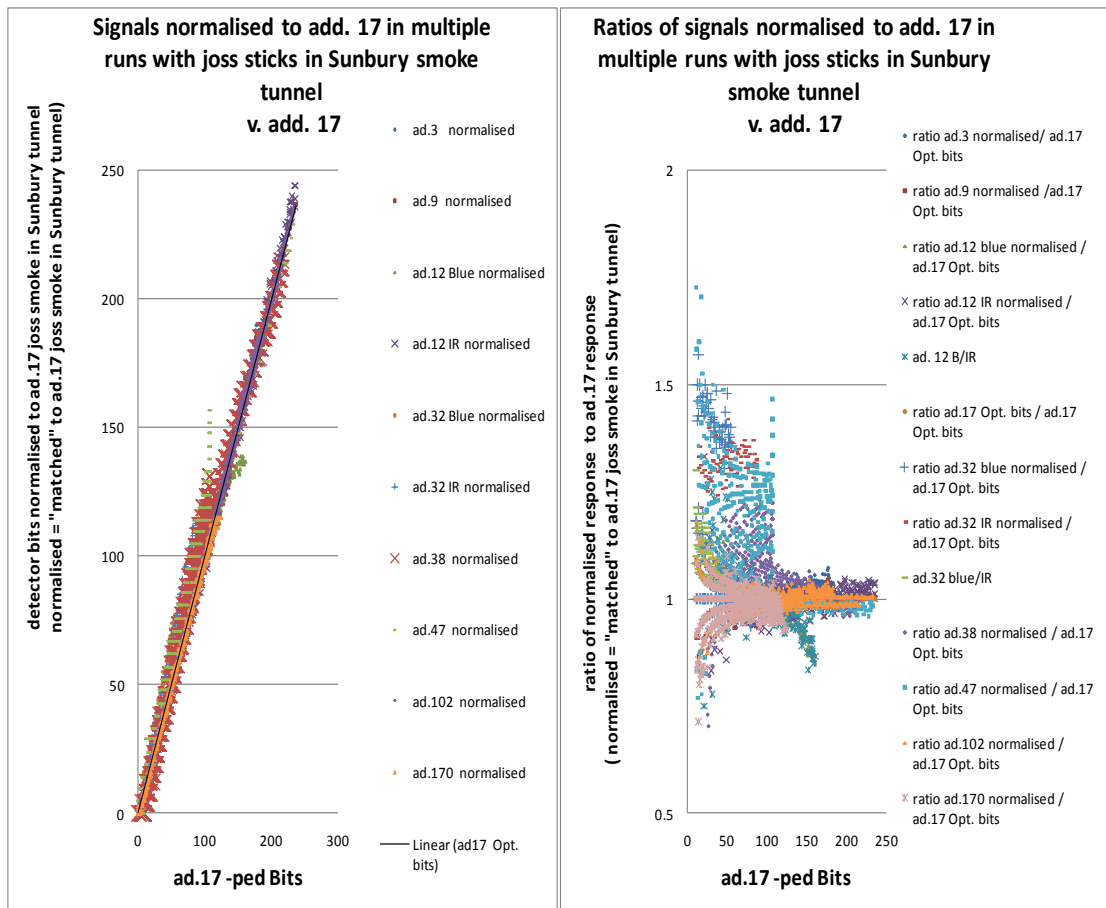 Signals normalised to add. 17 in multiple
runs with joss sticks in Sunbury smoke
tunnel
v. add. 17
detector bits normalised to ad.17 joss smoke in Sunbury tunnel
normalised = "matched" to ad.17 joss smoke in Sunbury tunnel)
250
200
150
100
50
0
0 100 200 300
ad.17 -ped Bits
ad.3 normalised
ad.9 normalised
ad.12 Blue normalised
ad.12 IR normalised
ad.32 Blue normalised
ad.32 IR normalised
ad.38 normalised
ad.47 normalised
ad.102 normalised
ad.170 normalised
Linear (ad17 Opt.
bits)
Ratios of signals normalised to add. 17 in
multiple runs with joss sticks in Sunbury
smoke tunnel
v. add. 17
ratio of normalised response to ad.17 response
( normalised = "matched" to ad.17 joss smoke in Sunbury tunnel)
2
1.5
1
0.5
0 50 100 150 200 250
ad.17 -ped Bits
ratio ad.3 normalised/ ad.17
Opt. bits
ratio ad.9 normalised /ad.17
Opt. bits
ratio ad.12 blue normalised /
ad.17 Opt. bits
ratio ad.12 IR normalised /
ad.17 Opt. bits
ad. 12 B/IR
ratio ad.17 Opt. bits / ad.17
Opt. bits
ratio ad.32 blue normalised /
ad.17 Opt. bits
ratio ad.32 IR normalised /
ad.17 Opt. bits
ad.32 blue/IR
ratio ad.38 normalised / ad.17
Opt. bits
ratio ad.47 normalised / ad.17
Opt. bits
ratio ad.102 normalised /
ad.17 Opt. bits
ratio ad.170 normalised /
ad.17 Opt. bits